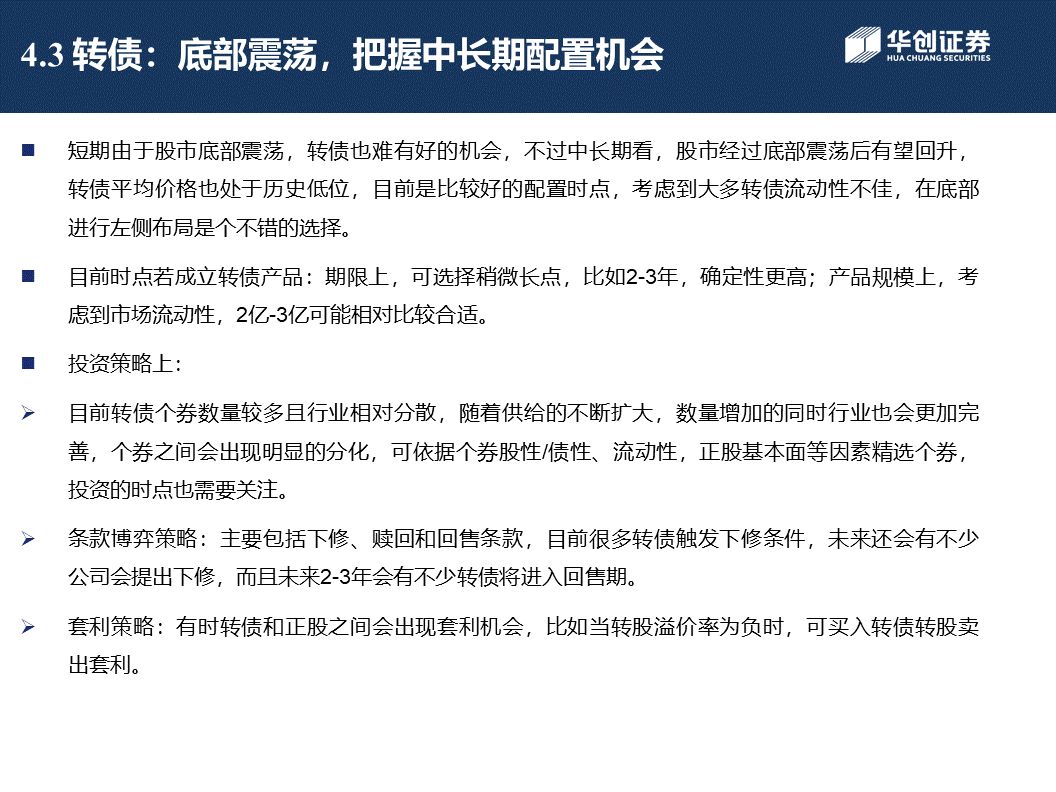 4.3 转债：底部震荡，把握中长期配置机会
华创证券
HUA CHUANG SECURITIES
短期由于股市底部震荡，转债也难有好的机会，不过中长期看，股市经过底部震荡后有望回升，
转债平均价格也处于历史低位，目前是比较好的配置时点，考虑到大多转债流动性不佳，在底部
进行左侧布局是个不错的选择。
目前时点若成立转债产品：期限上，可选择稍微长点，比如2-3年，确定性更高；产品规模上，考
虑到市场流动性，2亿-3亿可能相对比较合适。
投资策略上：
目前转债个券数量较多且行业相对分散，随着供给的不断扩大，数量增加的同时行业也会更加完
善，个券之间会出现明显的分化，可依据个券股性/债性、流动性，正股基本面等因素精选个券，
投资的时点也需要关注。
条款博弈策略：主要包括下修、赎回和回售条款，目前很多转债触发下修条件，未来还会有不少
公司会提出下修，而且未来2-3年会有不少转债将进入回售期。
套利策略：有时转债和正股之间会出现套利机会，比如当转股溢价率为负时，可买入转债转股卖
出套利。